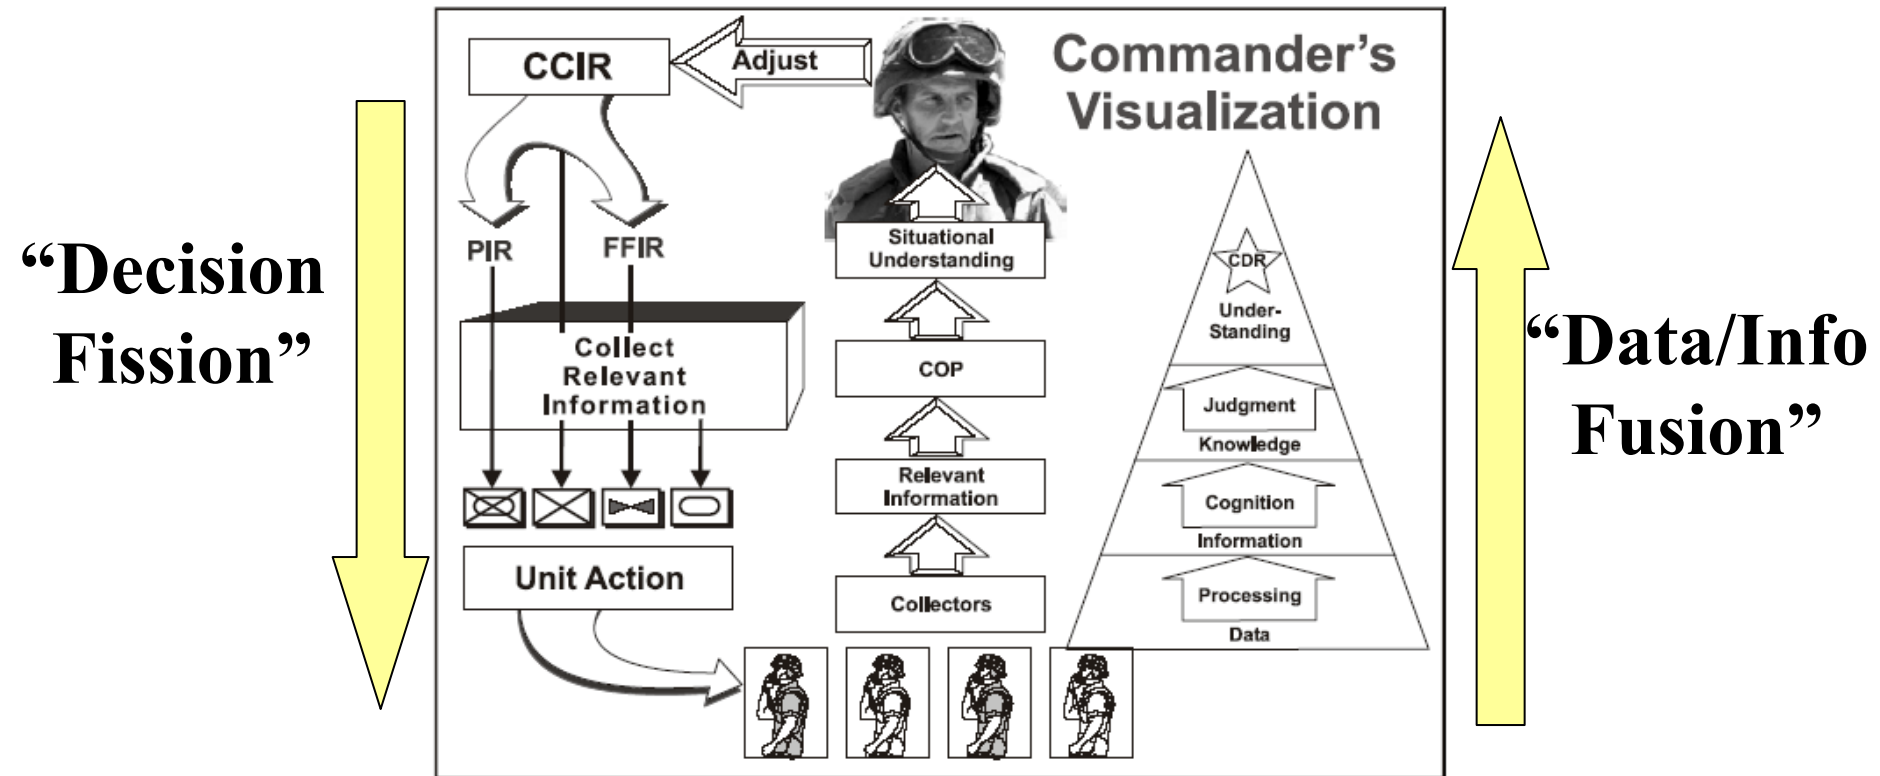 “Decision
Fission”
CCIR
Adjust
Commander’s
Visualization
PIR
FFIR
Collect
Relevant
Information
Unit Action
Situational
Understanding
COP
Relevant
Information
Collectors
CDR
Under-
Standing
Judgment
Knowledge
Cognition
Information
Processing
Data
“Data/Info
Fusion”